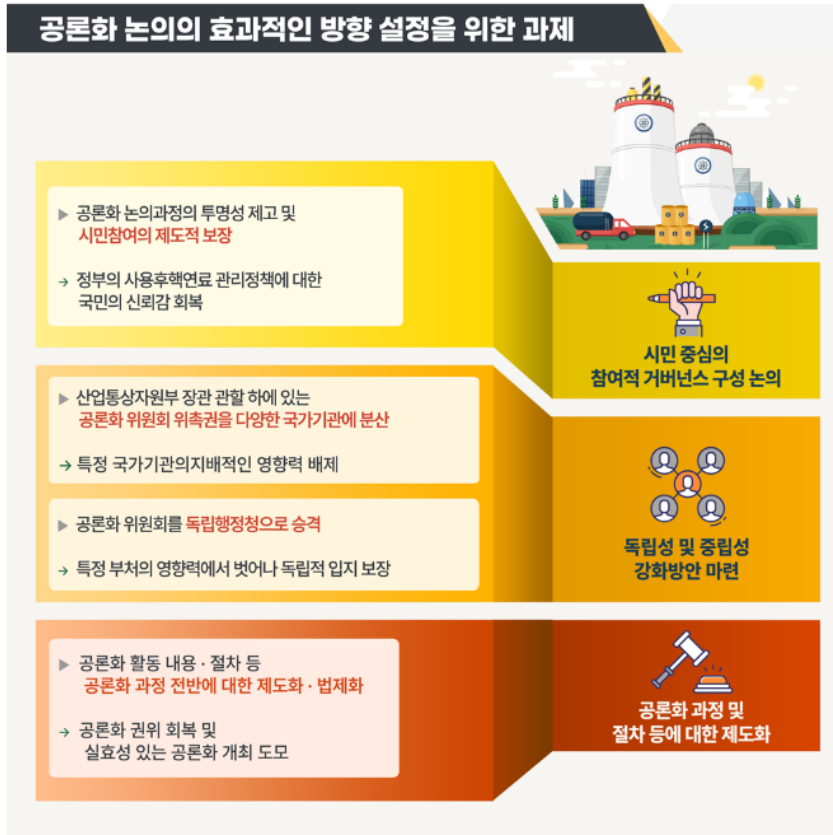 공론화 논의의 효과적인 방향 설정을 위한 과제
▶ 공론화 논의과정의 투명성 제고 및
시민참여의 제도적 보장
→ 정부의 사용후핵연료 관리정책에 대한
국민의 신뢰감 회복
시민 중심의
참여적 거버넌스 구성 논의
▶ 산업통상자원부 장관 관할 하에 있는
공론화 위원회 위촉권을 다양한 국가기관에 분산
→ 특정 국가기관의지배적인 영향력 배제
▶ 공론화 위원회를 독립행정청으로 승격
→ 특정 부처의 영향력에서 벗어나 독립적 입지 보장
독립성 및 중립성
강화방안 마련
▶ 공론화 활동 내용 · 절차 등
공론화 과정 전반에 대한 제도화 · 법제화
→ 공론화 권위 회복 및
실효성 있는 공론화 개최 도모
공론화 과정 및
절차 등에 대한 제도화